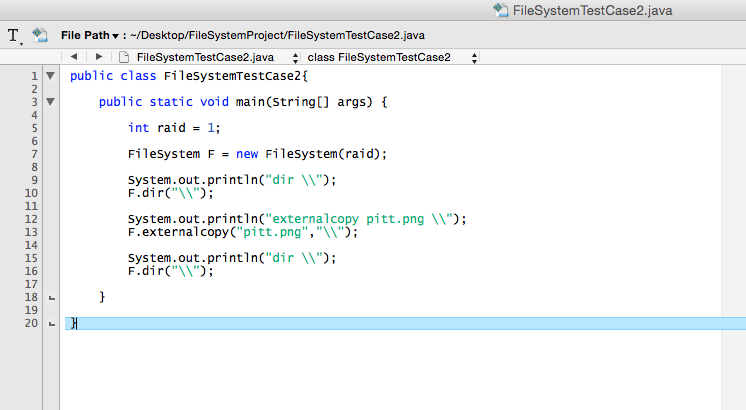 FileSystemTestCase2.java
T. File Path ▾ : ~/Desktop/FileSystemProject/FileSystemTestCase2.java
FileSystemTestCase2.java class FileSystemTestCase2
1 public class FileSystemTestCase2{
2
3 public static void main(String[] args) {
4
5 int raid = 1;
6
7 FileSystem F = new FileSystem(raid);
8
9 System.out.println("dir \\");
10 F.dir("\\");
11
12 System.out.println("externalcopy pitt.png \\");
13 F.externalcopy("pitt.png","\\");
14
15 System.out.println("dir \\");
16 F.dir("\\");
17
18 }
19
20 }